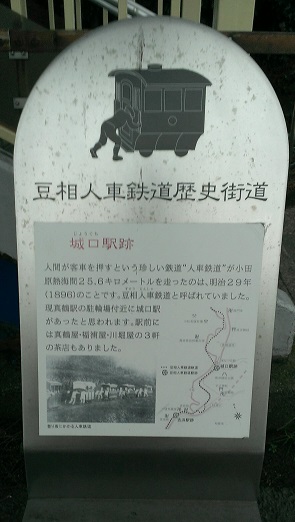 豆相人車鉄道歴史街道
じょうぐち
城口駅跡
人間が客車を押すという珍しい鉄道“人車鉄道”が小田
原熱海間25.6キロメートルを走ったのは、明治29年
(1896)のことです。豆相人車鉄道と呼ばれていました。
現真鶴駅の駐輪場付近に城口駅
があったと思われます。駅前に
は真鶴屋・福浦屋・川堀屋の3軒
の茶店もありました。